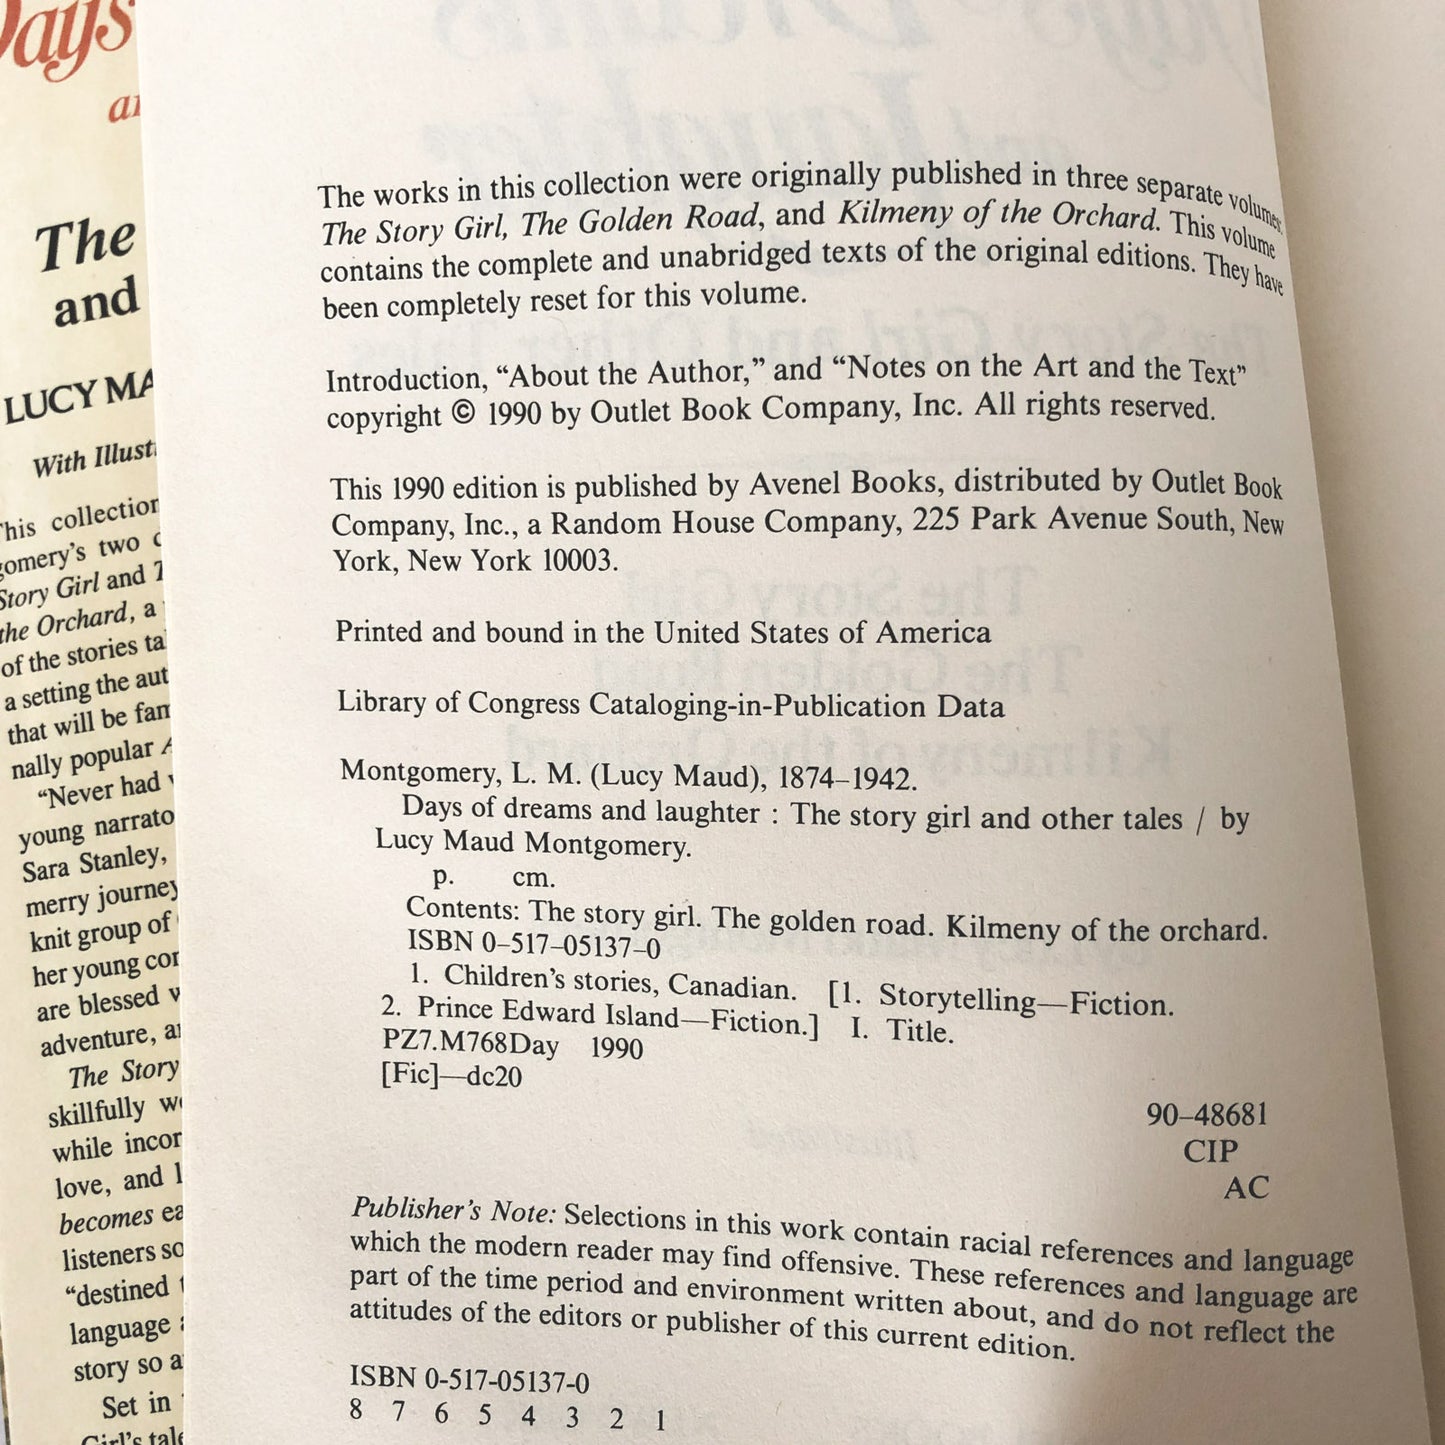 Days
The
and
LUCY MA
With Illust
This collection
gomery's two
Story Girl and
the Orchard, a
of the stories ta
a setting the aut
that will be fam
nally popular A
"Never had
young narrato
Sara Stanley,
merry journey
knit group of
her young con
are blessed
adventure, a
The Story
skillfully
while incor
love, and
becomes ea
listeners so
"destined
language
story so a
Set in
Girl's tale
The works in this collection were originally published in three separate volumes:
The Story Girl, The Golden Road, and Kilmeny of the Orchard. This volume
contains the complete and unabridged texts of the original editions. They have
been completely reset for this volume.
Introduction, "About the Author," and "Notes on the Art and the Text"
copyright © 1990 by Outlet Book Company, Inc. All rights reserved.
This 1990 edition is published by Avenel Books, distributed by Outlet Book
Company, Inc., a Random House Company, 225 Park Avenue South, New
York, New York 10003.
Printed and bound in the United States of America
Library of Congress Cataloging-in-Publication Data
Montgomery, L. M. (Lucy Maud), 1874–1942.
Days of dreams and laughter : The story girl and other tales / by
Lucy Maud Montgomery.
p. cm.
Contents: The story girl. The golden road. Kilmeny of the orchard.
ISBN 0–517–05137–0
1. Children's stories, Canadian. [1. Storytelling—Fiction.
2. Prince Edward Island—Fiction.] I. Title.
PZ7.M768Day 1990
[Fic]—dc20
90–48681
CIP
AC
Publisher's Note: Selections in this work contain racial references and language
which the modern reader may find offensive. These references and language are
part of the time period and environment written about, and do not reflect the
attitudes of the editors or publisher of this current edition.
ISBN 0-517-05137-0
8 7 6 5 4 3 2 1